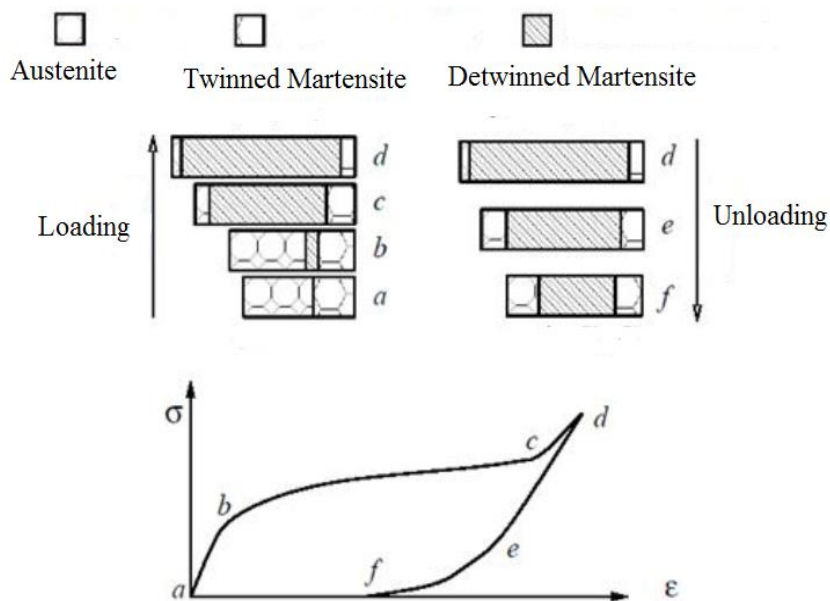 Austenite
Twinned Martensite
Detwinned Martensite
d
c
b
a
Loading
d
e
f
Unloading
σ
a
b
c
d
e
f
ε